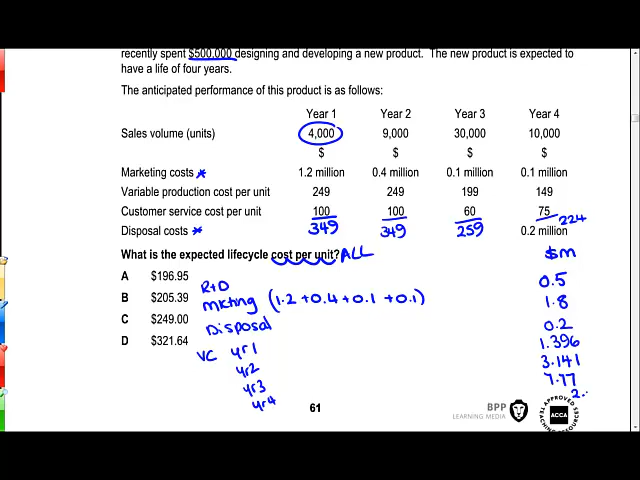 recently spent $500,000 designing and developing a new product. The new product is expected to
have a life of four years.
The anticipated performance of this product is as follows:
Year 1 Year 2 Year 3 Year 4
Sales volume (units) 4,000 9,000 30,000 10,000
$ $ $ $
Marketing costs * 1.2 million 0.4 million 0.1 million 0.1 million
Variable production cost per unit 249 249 199 149
Customer service cost per unit 100 100 60 75 224
Disposal costs * 349 349 259 0.2 million
What is the expected lifecycle cost per unit? ALL $m
A $196.95
R+D 0.5
B $205.39
Mkting (1.2 + 0.4 + 0.1 + 0.1) 1.8
C $249.00
Disposal 0.2
D $321.64
VC yr1 1.396
yr2 3.141
yr3 7.77
yr4 2.
61
BPP
LEARNING MEDIA
ACCA